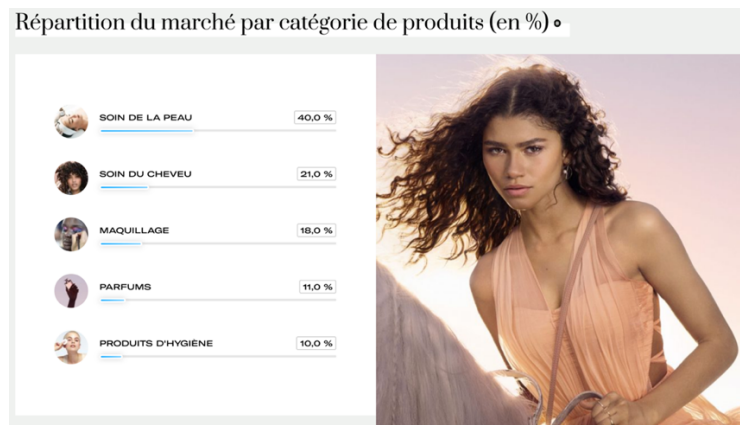 Répartition du marché par catégorie de produits (en %)
SOIN DE LA PEAU 40,0 %
SOIN DU CHEVEU 21,0 %
MAQUILLAGE 18,0 %
PARFUMS 11,0 %
PRODUITS D'HYGIÈNE 10,0 %